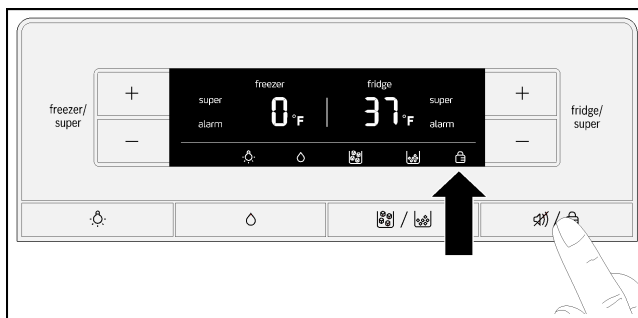 freezer/
super
+
−
freezer
super
alarm
0°F
fridge
37°F
super
alarm
+
−
fridge/
super
/
/